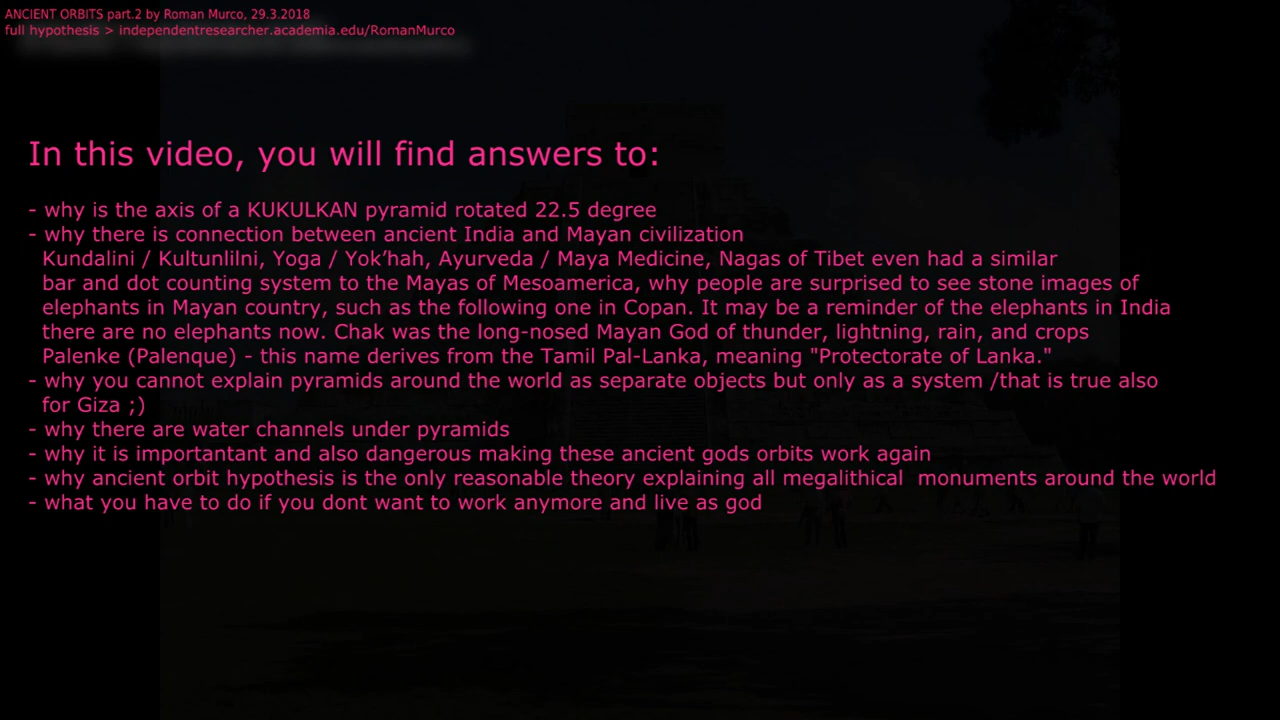 ANCIENT ORBITS part.2 by Roman Murco, 29.3.2018
full hypothesis > independentresearcher.academia.edu/RomanMurco
In this video, you will find answers to:
- why is the axis of a KUKULKAN pyramid rotated 22.5 degree
- why there is connection between ancient India and Mayan civilization
Kundalini / Kultunlilni, Yoga / Yok’hah, Ayurveda / Maya Medicine, Nagas of Tibet even had a similar
bar and dot counting system to the Mayas of Mesoamerica, why people are surprised to see stone images of
elephants in Mayan country, such as the following one in Copan. It may be a reminder of the elephants in India
there are no elephants now. Chak was the long-nosed Mayan God of thunder, lightning, rain, and crops
Palenke (Palenque) - this name derives from the Tamil Pal-Lanka, meaning "Protectorate of Lanka."
- why you cannot explain pyramids around the world as separate objects but only as a system /that is true also
for Giza ;)
- why there are water channels under pyramids
- why it is importantant and also dangerous making these ancient gods orbits work again
- why ancient orbit hypothesis is the only reasonable theory explaining all megalithical  monuments around the world
- what you have to do if you dont want to work anymore and live as god